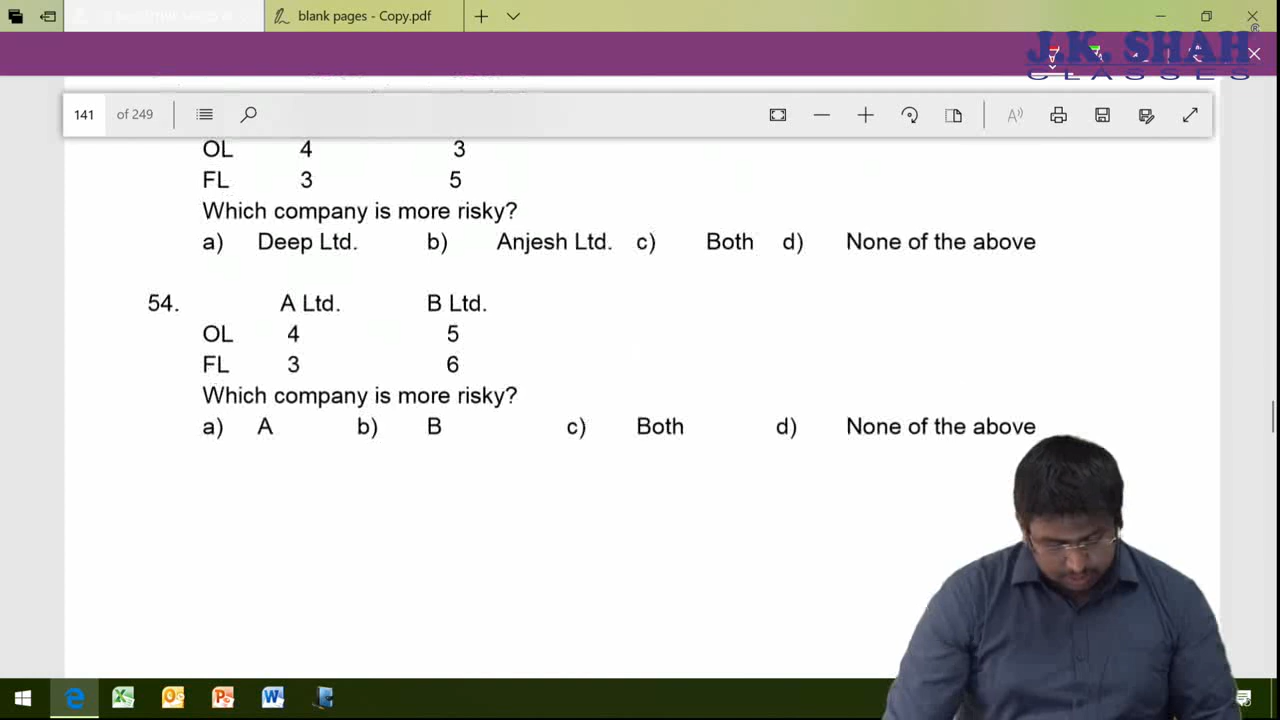 blank pages - Copy.pdf
J.K. SHAH
®
CLASSES
141 of 249
OL 4 3
FL 3 5
Which company is more risky?
a) Deep Ltd. b) Anjesh Ltd. c) Both d) None of the above
54. A Ltd. B Ltd.
OL 4 5
FL 3 6
Which company is more risky?
a) A b) B c) Both d) None of the above